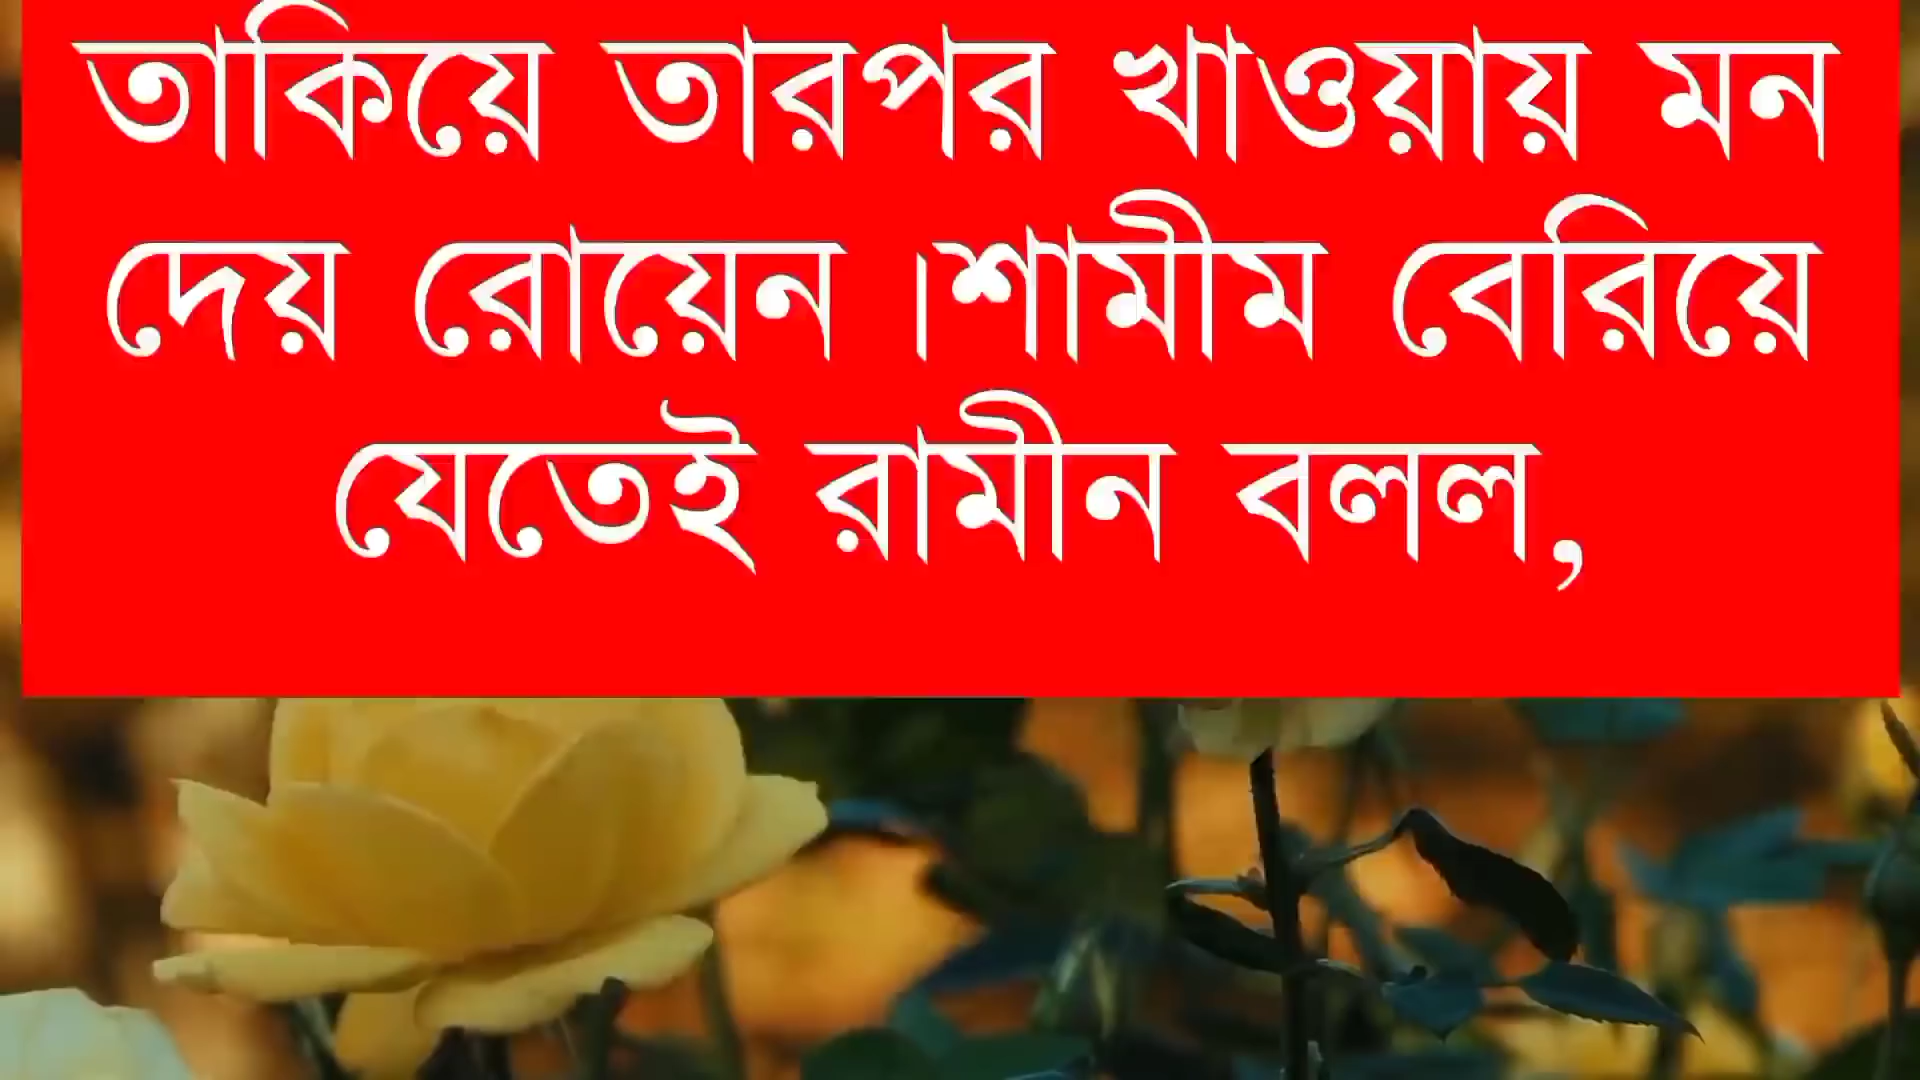 তাকিয়ে তারপর খাওয়ায় মন
দেয় রোয়েন।শামীম বেরিয়ে
যেতেই রামীন বলল,